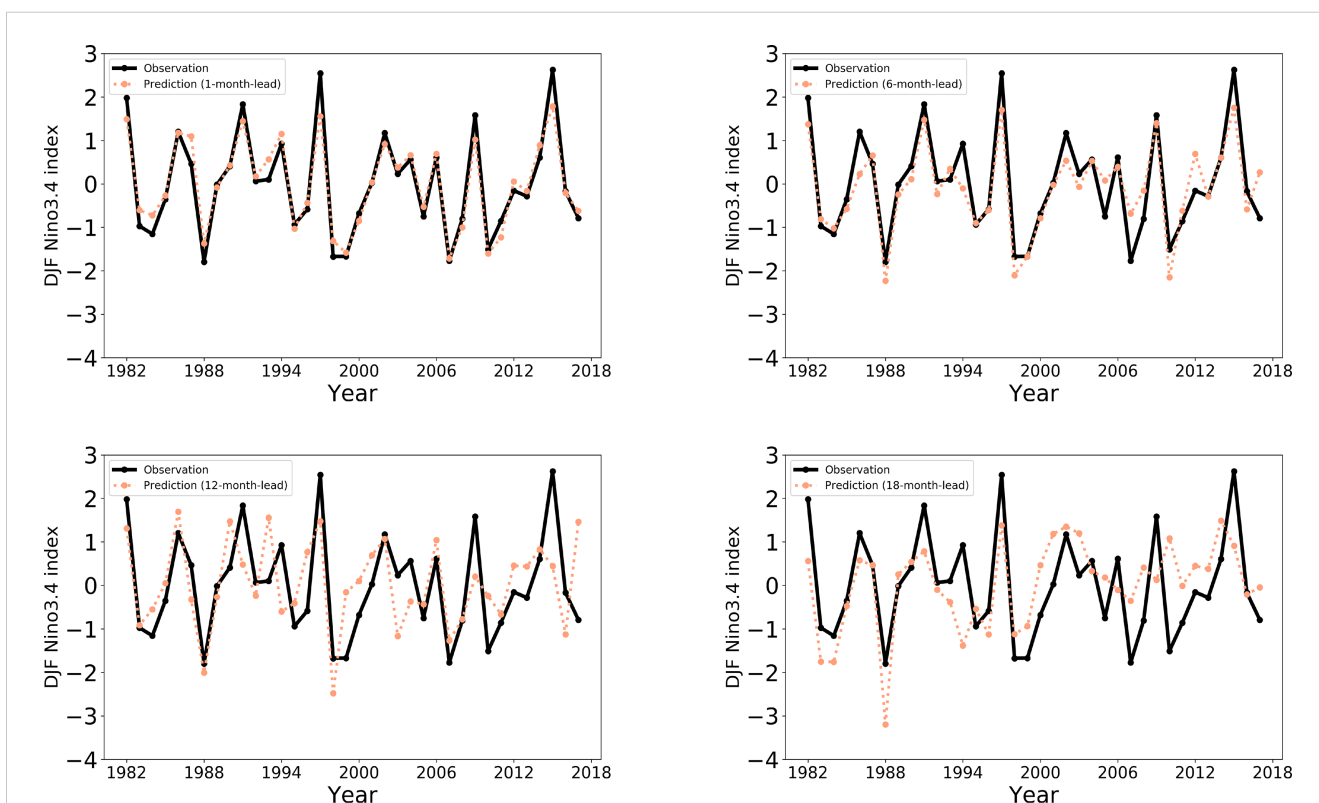 3
2
1
0
−1
−2
−3
−4
DJF Nino3.4 index
Observation
Prediction (1-month-lead)
1982 1988 1994 2000 2006 2012 2018
Year
3
2
1
0
−1
−2
−3
−4
DJF Nino3.4 index
Observation
Prediction (6-month-lead)
1982 1988 1994 2000 2006 2012 2018
Year
3
2
1
0
−1
−2
−3
−4
DJF Nino3.4 index
Observation
Prediction (12-month-lead)
1982 1988 1994 2000 2006 2012 2018
Year
3
2
1
0
−1
−2
−3
−4
DJF Nino3.4 index
Observation
Prediction (18-month-lead)
1982 1988 1994 2000 2006 2012 2018
Year